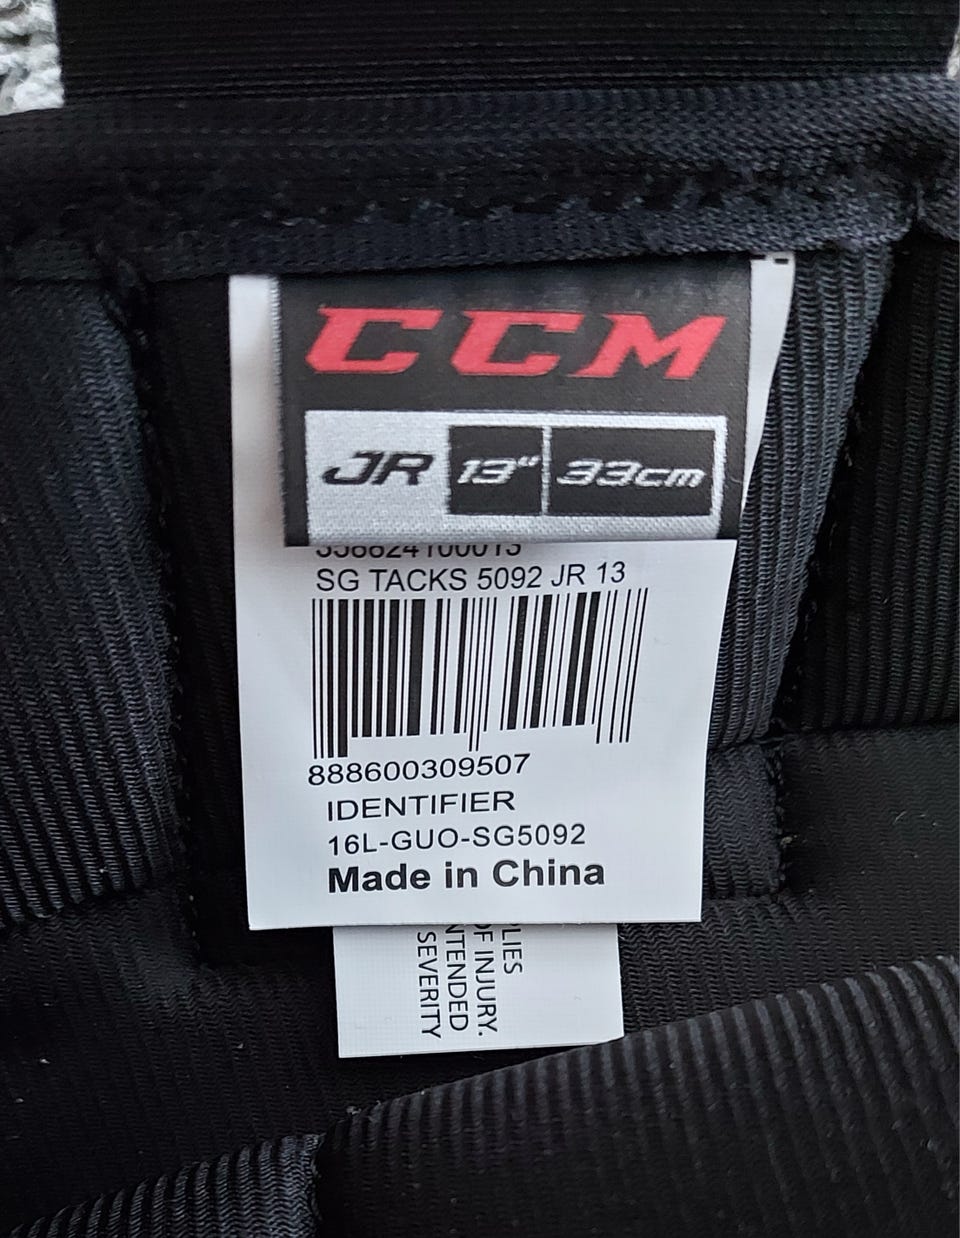 CCM
JR 13" 33cm
SG TACKS 5092 JR 13
888600309507
IDENTIFIER
16L-GUO-SG5092
Made in China
OF INJURY.
NTENDED
SEVERITY